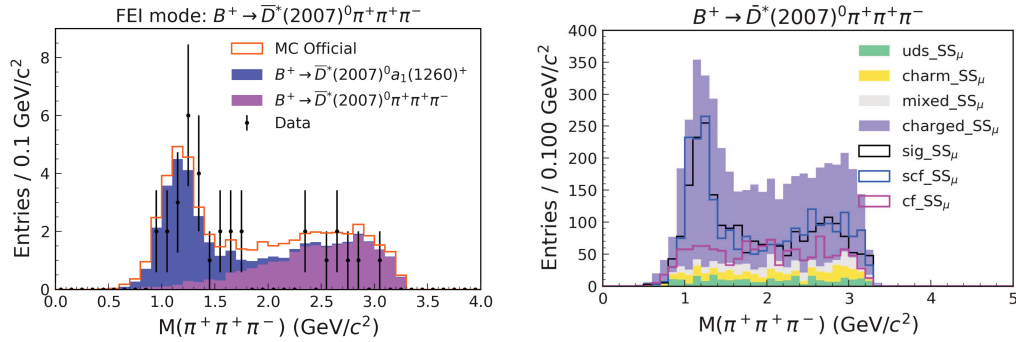 FEI mode: B⁺ → D̅*(2007)⁰π⁺π⁺π⁻
Entries / 0.1 GeV/c²
8
6
4
2
0
MC Official
B⁺ → D̅*(2007)⁰a₁(1260)⁺
B⁺ → D̅*(2007)⁰π⁺π⁺π⁻
Data
0.0 0.5 1.0 1.5 2.0 2.5 3.0 3.5 4.0
M(π⁺π⁺π⁻) (GeV/c²)
B⁺ → D̄*(2007)⁰π⁺π⁺π⁻
Entries / 0.100 GeV/c²
400
350
300
250
200
150
100
50
0
uds_SSμ
charm_SSμ
mixed_SSμ
charged_SSμ
sig_SSμ
scf_SSμ
cf_SSμ
0 1 2 3 4 5
M(π⁺π⁺π⁻) (GeV/c²)